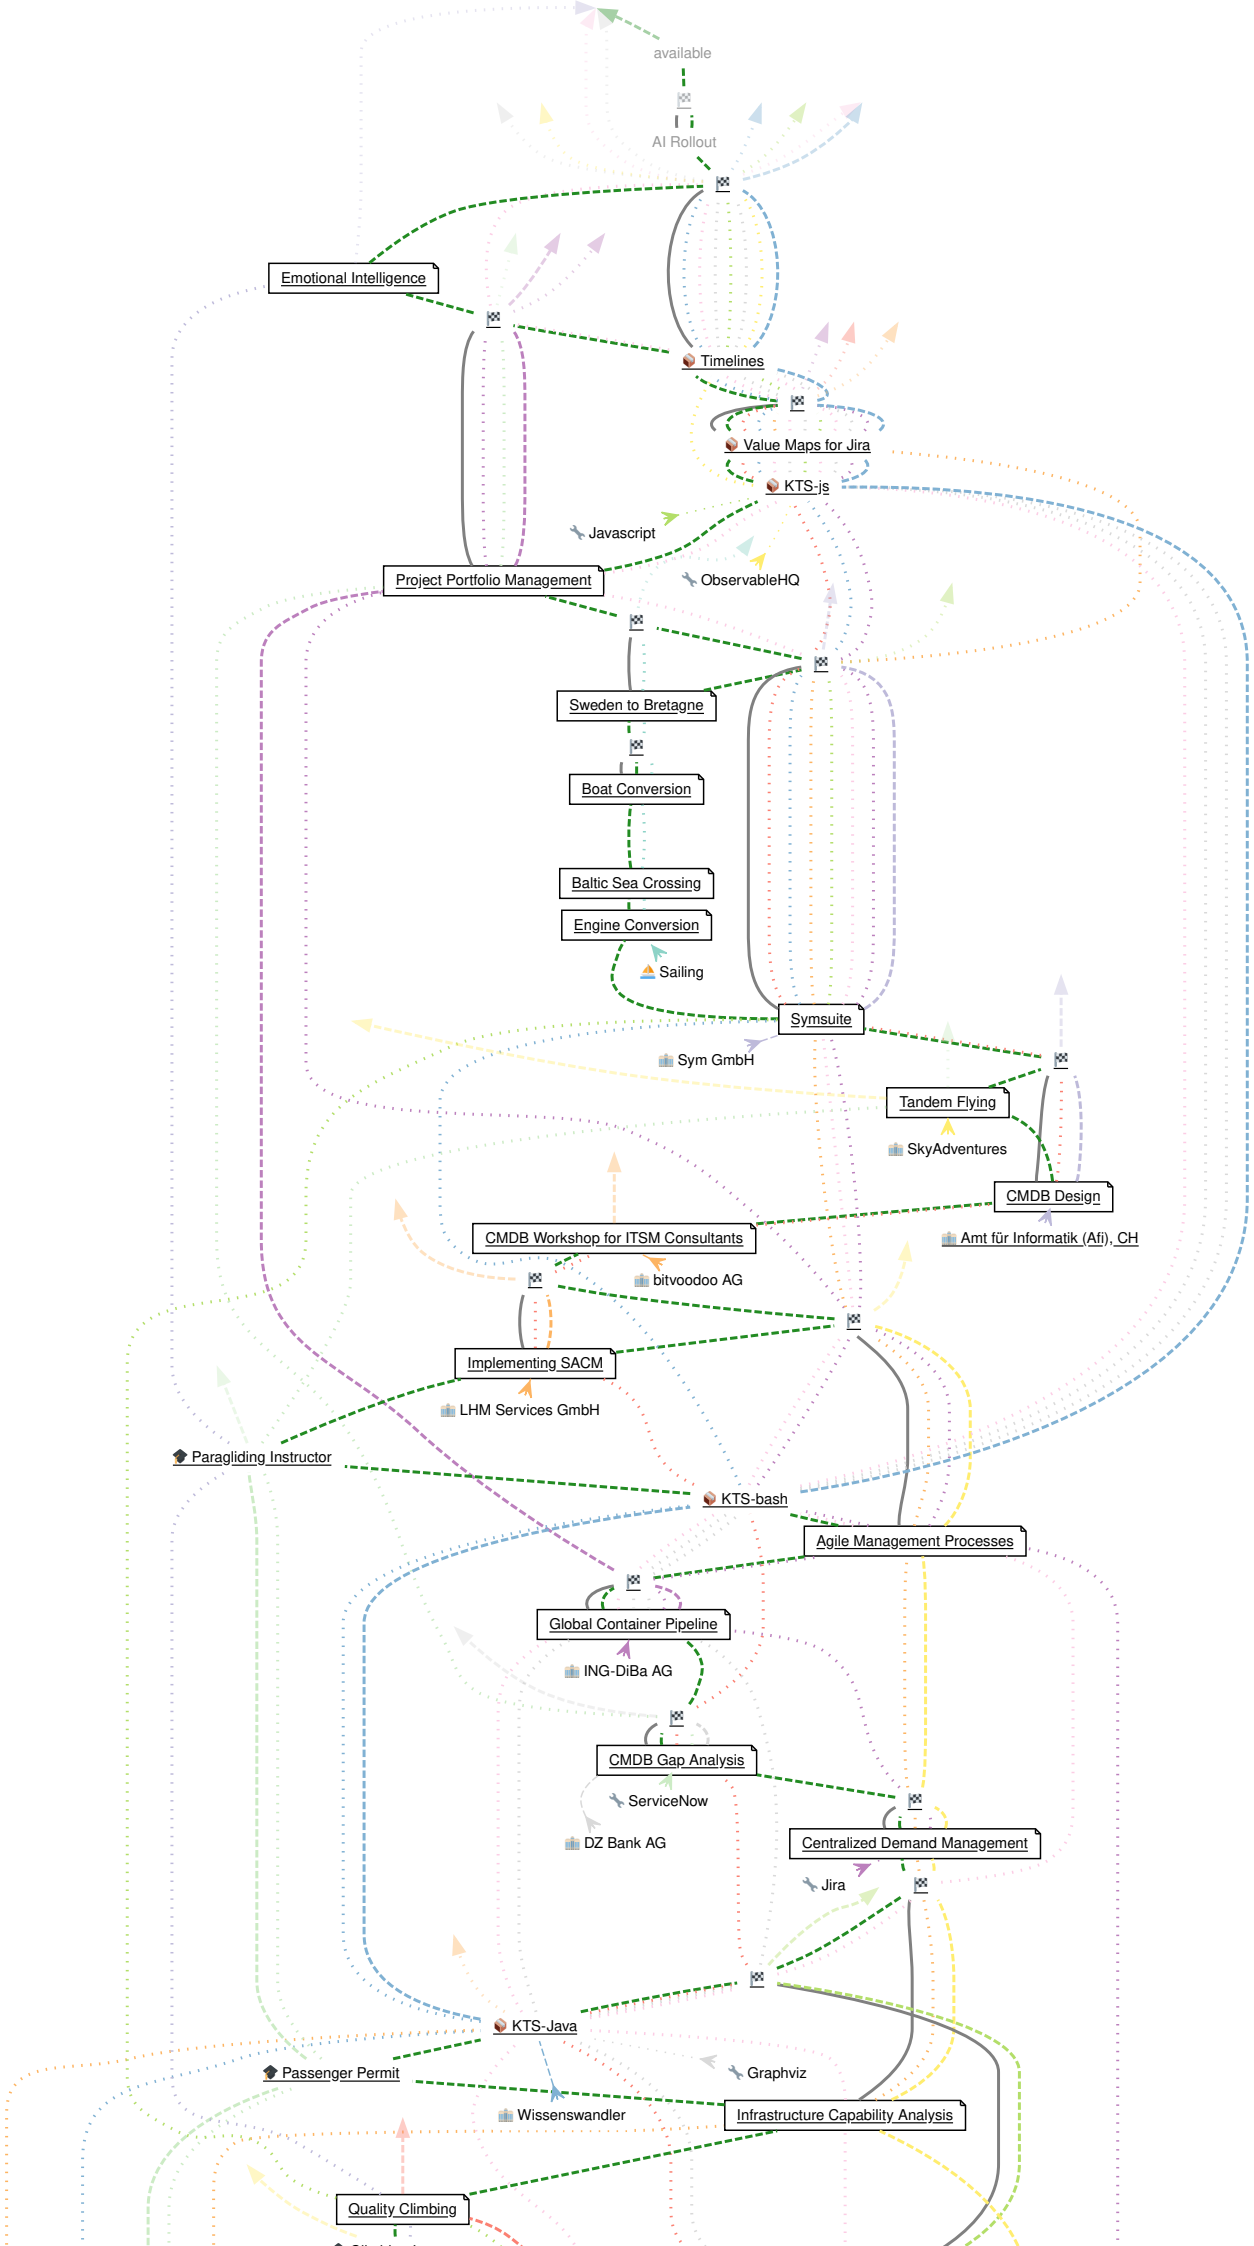 available
AI Rollout
Emotional Intelligence
Timelines
Value Maps for Jira
KTS-js
Javascript
Project Portfolio Management
ObservableHQ
Sweden to Bretagne
Boat Conversion
Baltic Sea Crossing
Engine Conversion
Sailing
Symsuite
Sym GmbH
Tandem Flying
SkyAdventures
CMDB Design
CMDB Workshop for ITSM Consultants
Amt für Informatik (Afi), CH
bitvoodoo AG
Implementing SACM
LHM Services GmbH
Paragliding Instructor
KTS-bash
Agile Management Processes
Global Container Pipeline
ING-DiBa AG
CMDB Gap Analysis
ServiceNow
DZ Bank AG
Centralized Demand Management
Jira
KTS-Java
Passenger Permit
Graphviz
Wissenswandler
Infrastructure Capability Analysis
Quality Climbing